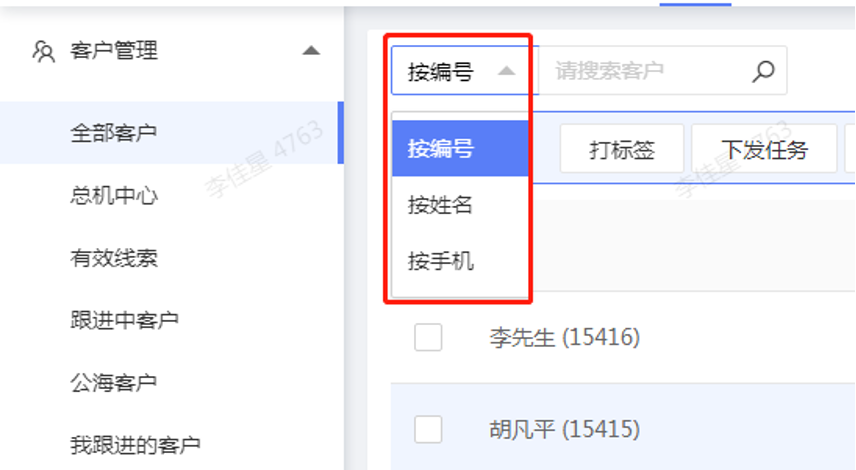 客户管理
全部客户
总机中心
有效线索
跟进中客户
公海客户
我跟进的客户
按编号
请搜索客户
按编号
按姓名
按手机
打标签
下发任务
李先生 (15416)
胡凡平 (15415)
李佳星 4763
李佳星 4763